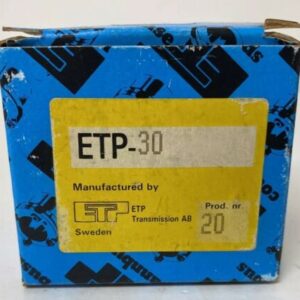 ETP-30
Manufactured by
ETP
ETP
Transmission AB
Sweden
Prod. nr.
20